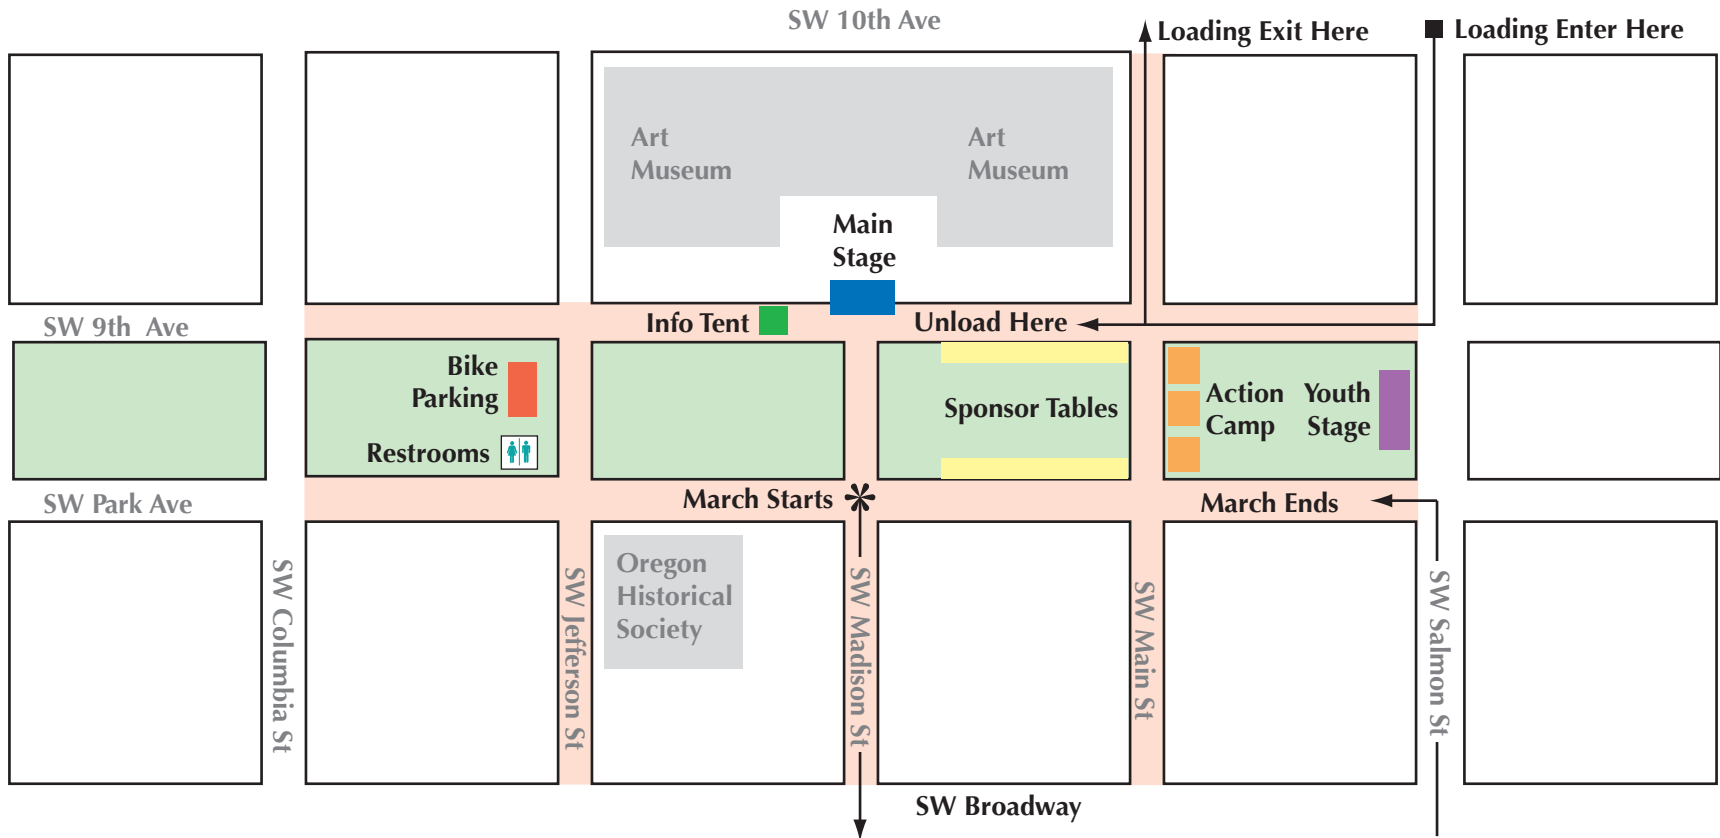 SW 10th Ave
Loading Exit Here
Loading Enter Here
Art
Museum
Art
Museum
Main
Stage
SW 9th Ave
Info Tent
Unload Here
Bike
Parking
Restrooms
Sponsor Tables
Action
Camp
Youth
Stage
SW Park Ave
March Starts
March Ends
SW Columbia St
SW Jefferson St
Oregon
Historical
Society
SW Madison St
SW Main St
SW Salmon St
SW Broadway